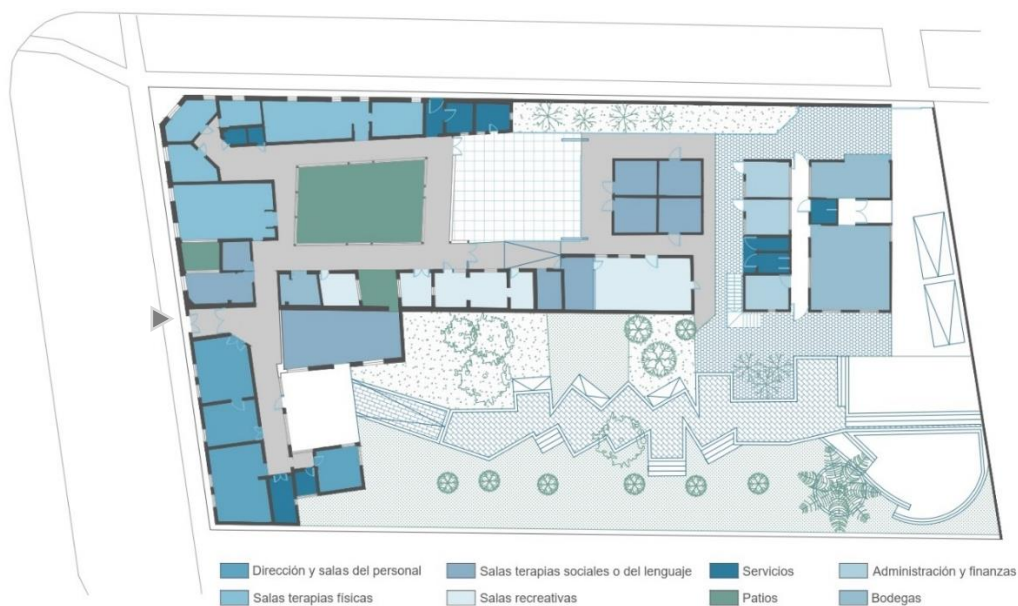 Dirección y salas del personal
Salas terapias sociales o del lenguaje
Servicios
Administración y finanzas
Salas terapias físicas
Salas recreativas
Patios
Bodegas